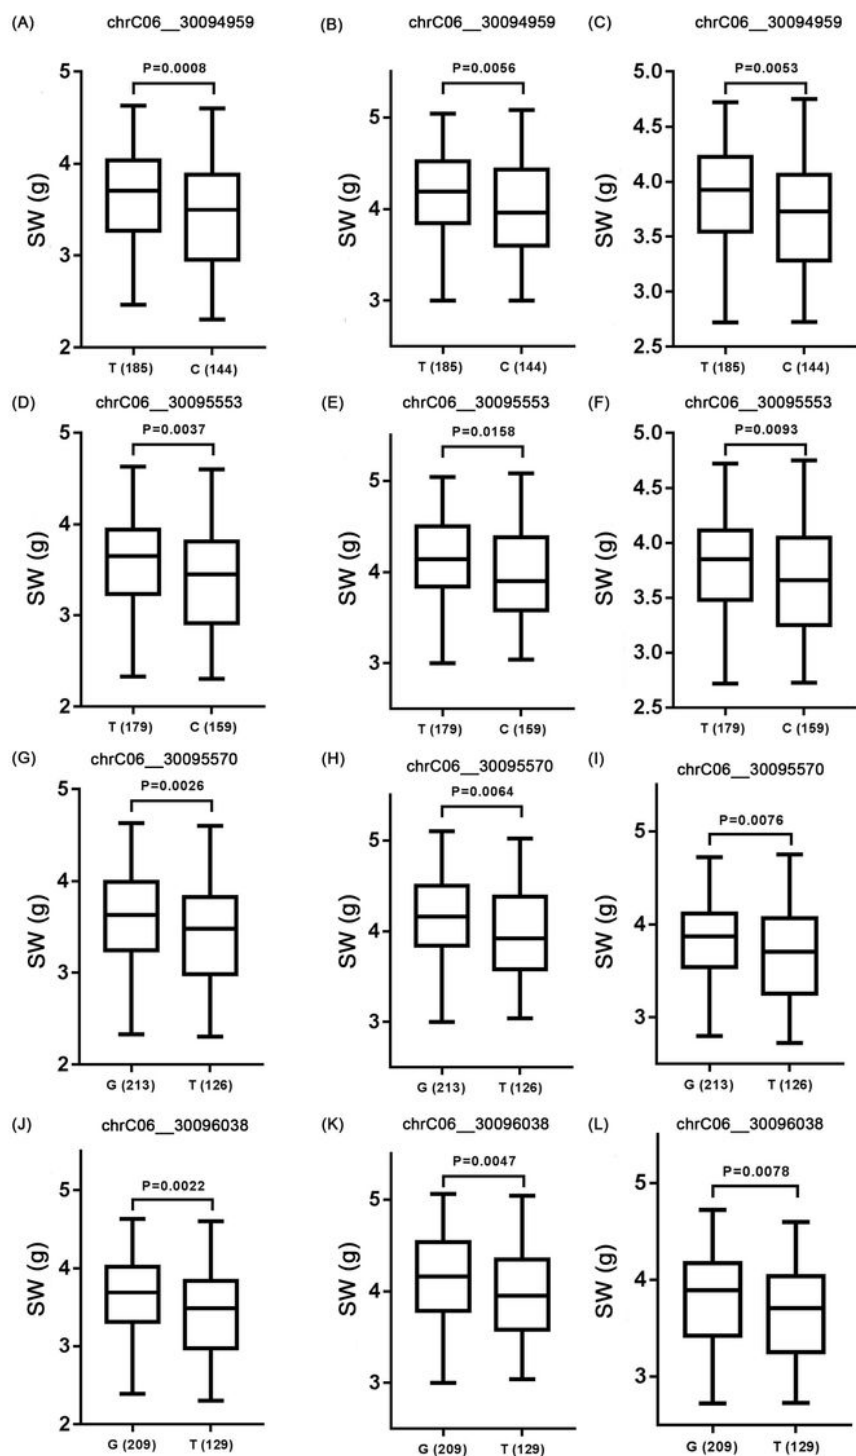 (A) chrC06__30094959
P=0.0008
SW (g)
5
4
3
2
T (185) C (144)
(B) chrC06__30094959
P=0.0056
SW (g)
5
4
3
T (185) C (144)
(C) chrC06__30094959
P=0.0053
SW (g)
5.0
4.5
4.0
3.5
3.0
2.5
T (185) C (144)
(D) chrC06__30095553
P=0.0037
SW (g)
5
4
3
2
T (179) C (159)
(E) chrC06__30095553
P=0.0158
SW (g)
5
4
3
T (179) C (159)
(F) chrC06__30095553
P=0.0093
SW (g)
5.0
4.5
4.0
3.5
3.0
2.5
T (179) C (159)
(G) chrC06__30095570
P=0.0026
SW (g)
5
4
3
2
G (213) T (126)
(H) chrC06__30095570
P=0.0064
SW (g)
5
4
3
G (213) T (126)
(I) chrC06__30095570
P=0.0076
SW (g)
5
4
3
G (213) T (126)
(J) chrC06__30096038
P=0.0022
SW (g)
5
4
3
2
G (209) T (129)
(K) chrC06__30096038
P=0.0047
SW (g)
5
4
3
G (209) T (129)
(L) chrC06__30096038
P=0.0078
SW (g)
5
4
3
G (209) T (129)